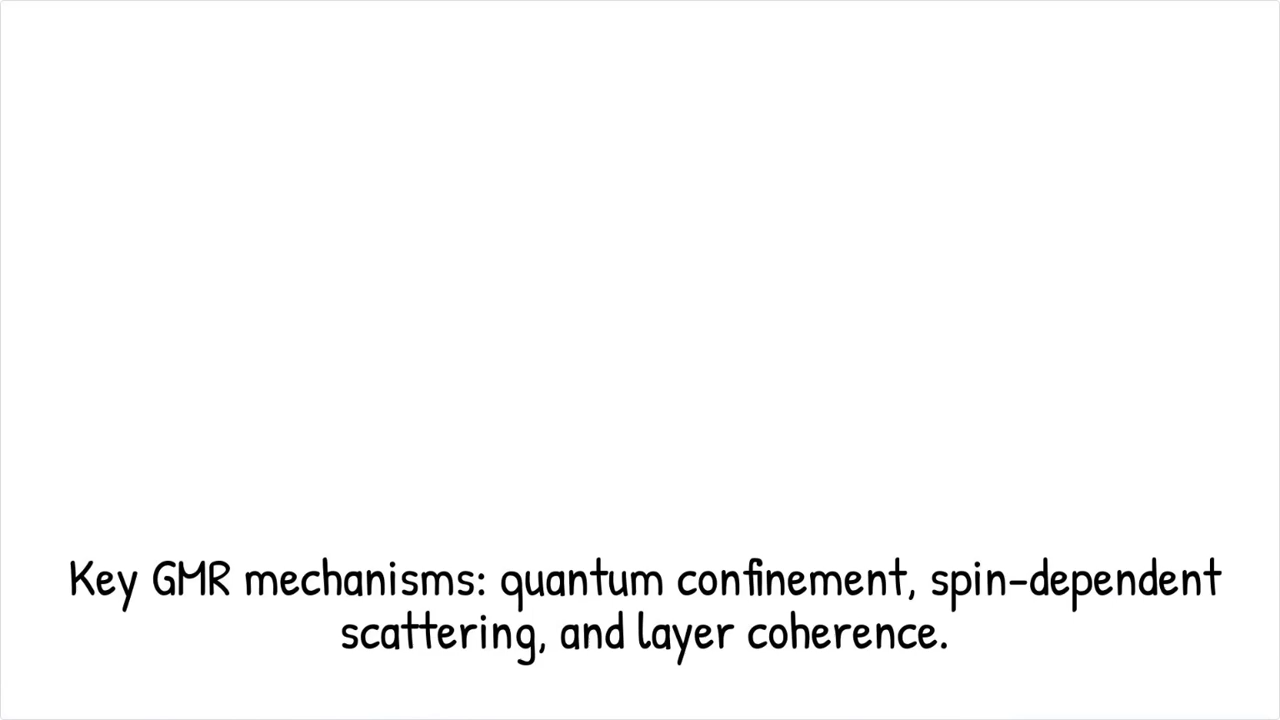 Key GMR mechanisms: quantum confinement, spin-dependent
scattering, and layer coherence.